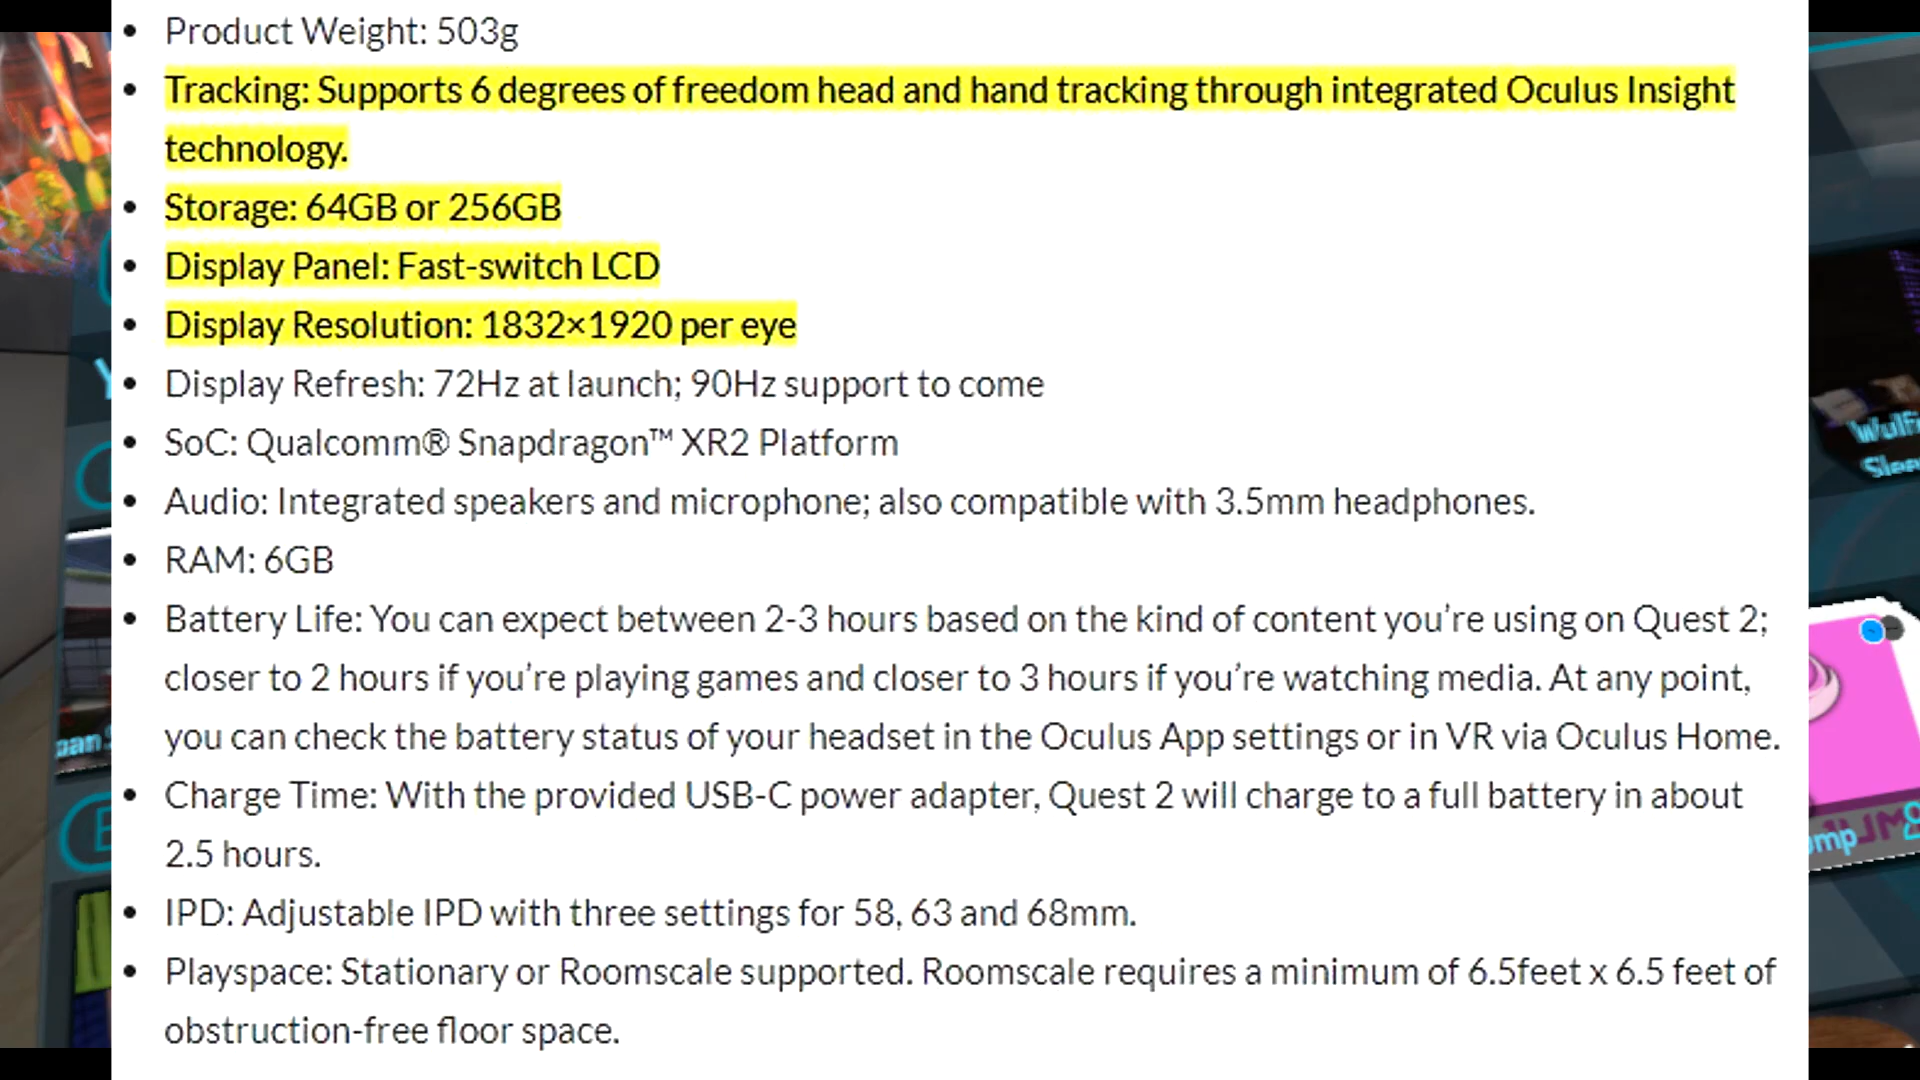 • Product Weight: 503g
• Tracking: Supports 6 degrees of freedom head and hand tracking through integrated Oculus Insight
technology.
• Storage: 64GB or 256GB
• Display Panel: Fast-switch LCD
• Display Resolution: 1832×1920 per eye
• Display Refresh: 72Hz at launch; 90Hz support to come
• SoC: Qualcomm® Snapdragon™ XR2 Platform
• Audio: Integrated speakers and microphone; also compatible with 3.5mm headphones.
• RAM: 6GB
• Battery Life: You can expect between 2-3 hours based on the kind of content you’re using on Quest 2;
closer to 2 hours if you’re playing games and closer to 3 hours if you’re watching media. At any point,
you can check the battery status of your headset in the Oculus App settings or in VR via Oculus Home.
• Charge Time: With the provided USB-C power adapter, Quest 2 will charge to a full battery in about
2.5 hours.
• IPD: Adjustable IPD with three settings for 58, 63 and 68mm.
• Playspace: Stationary or Roomscale supported. Roomscale requires a minimum of 6.5feet x 6.5 feet of
obstruction-free floor space.